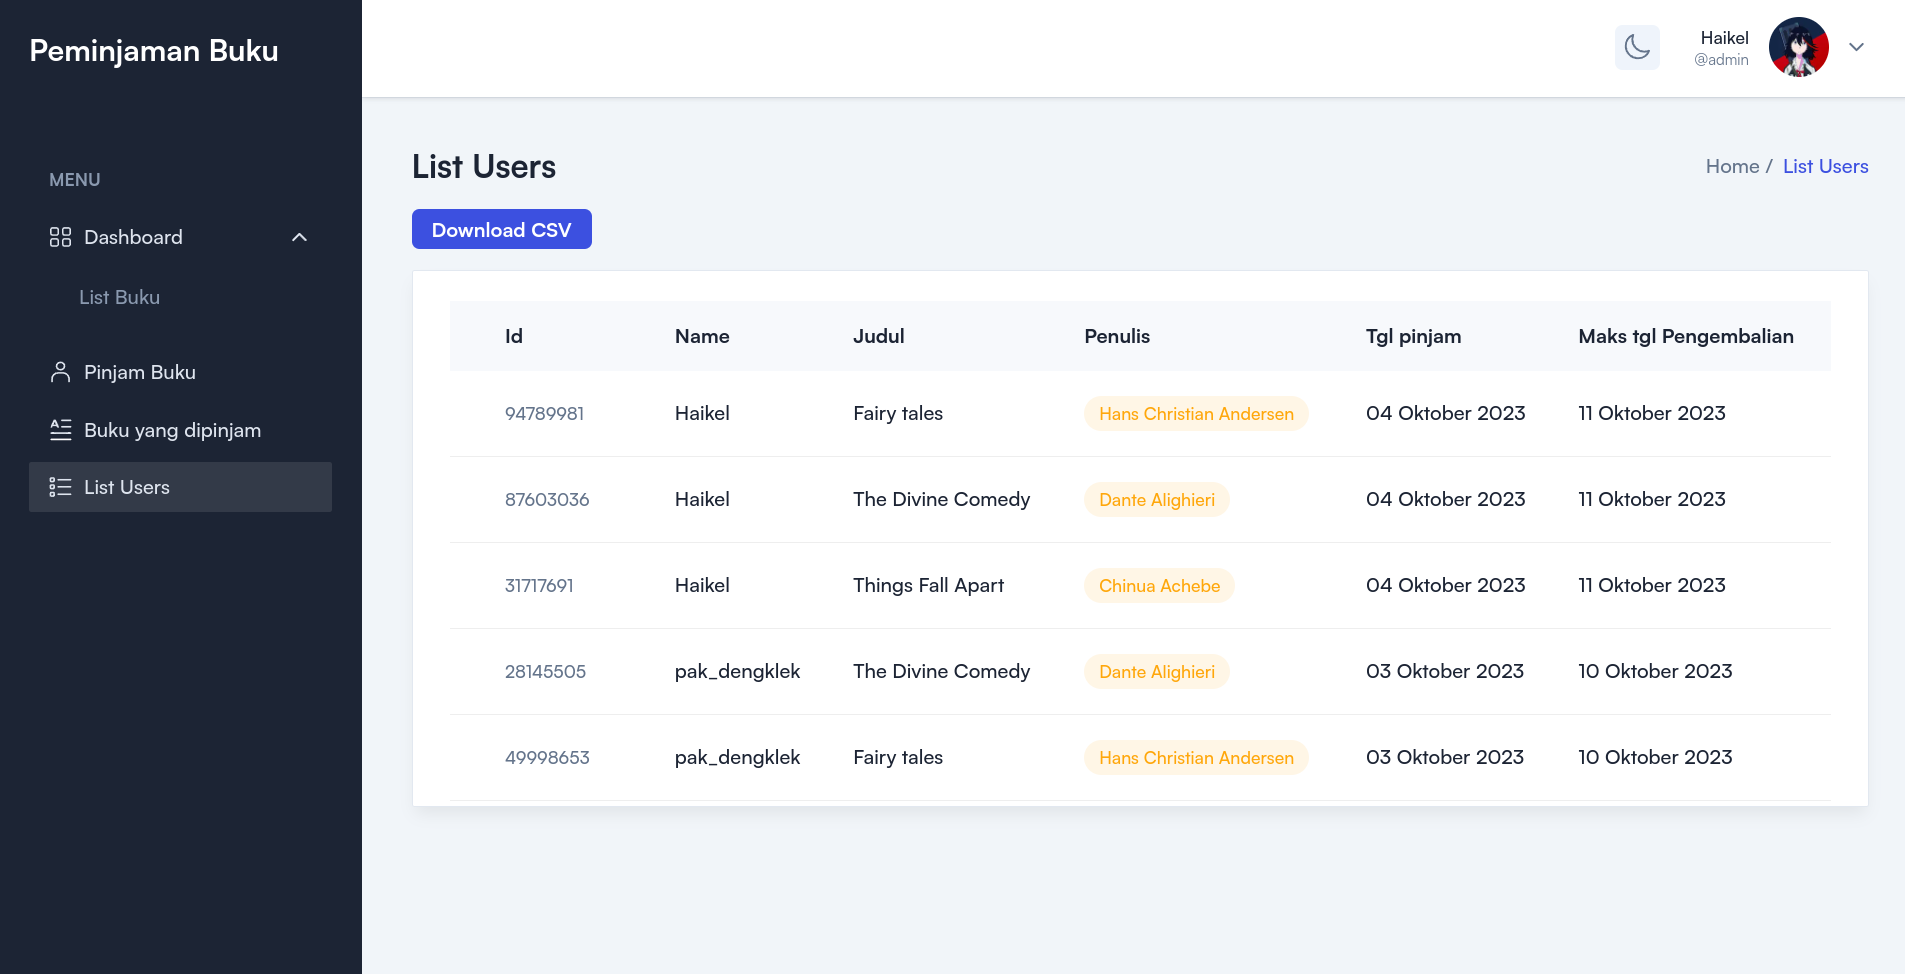 Peminjaman Buku
Haikel
@admin
MENU
Dashboard
List Buku
Pinjam Buku
Buku yang dipinjam
List Users
List Users
Home / List Users
Download CSV
Id Name Judul Penulis Tgl pinjam Maks tgl Pengembalian
94789981 Haikel Fairy tales Hans Christian Andersen 04 Oktober 2023 11 Oktober 2023
87603036 Haikel The Divine Comedy Dante Alighieri 04 Oktober 2023 11 Oktober 2023
31717691 Haikel Things Fall Apart Chinua Achebe 04 Oktober 2023 11 Oktober 2023
28145505 pak_dengklek The Divine Comedy Dante Alighieri 03 Oktober 2023 10 Oktober 2023
49998653 pak_dengklek Fairy tales Hans Christian Andersen 03 Oktober 2023 10 Oktober 2023